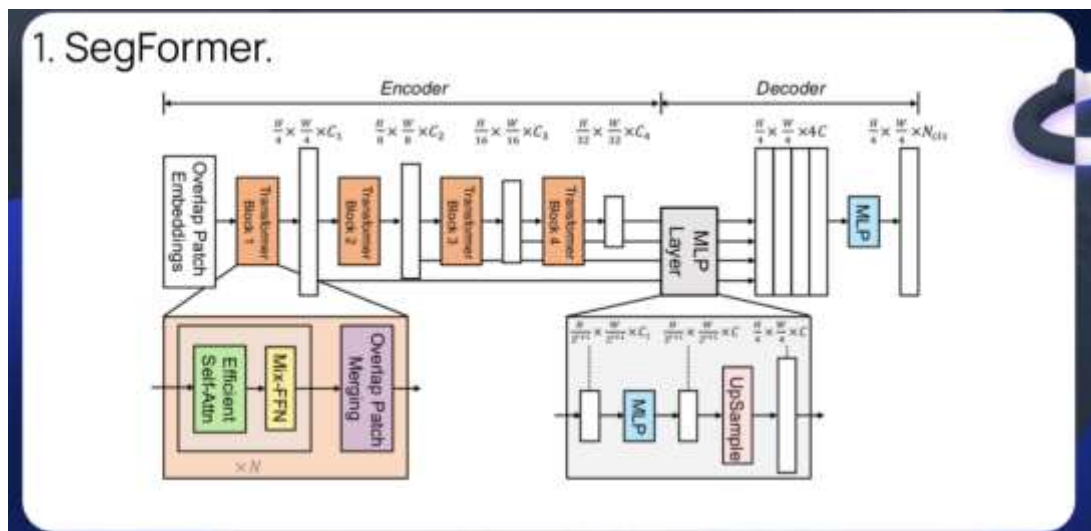 1. SegFormer.
Encoder
Decoder
H/4 × W/4 × C₁
H/8 × W/8 × C₂
H/16 × W/16 × C₃
H/32 × W/32 × C₄
H/4 × W/4 × 4C
H/4 × W/4 × N_cls
Overlap Patch
Embeddings
Transformer
Block 1
Transformer
Block 2
Transformer
Block 3
Transformer
Block 4
MLP
Layer
MLP
Efficient
Self-Attn
Mix-FFN
Overlap Patch
Merging
× N
× C
H/4 × W/4 × C
MLP
UpSample